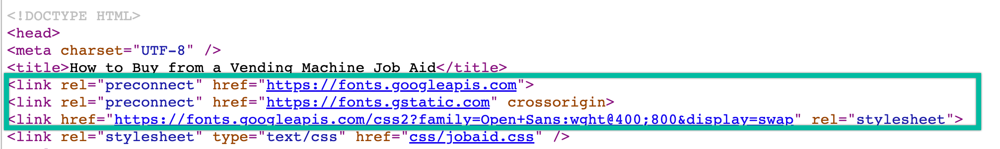 <!DOCTYPE HTML>
<head>
<meta charset="UTF-8" />
<title>How to Buy from a Vending Machine Job Aid</title>
<link rel="preconnect" href="https://fonts.googleapis.com">
<link rel="preconnect" href="https://fonts.gstatic.com" crossorigin>
<link href="https://fonts.googleapis.com/css2?family=Open+Sans:wght@400;800&display=swap" rel="stylesheet">
<link rel="stylesheet" type="text/css" href="css/jobaid.css" />